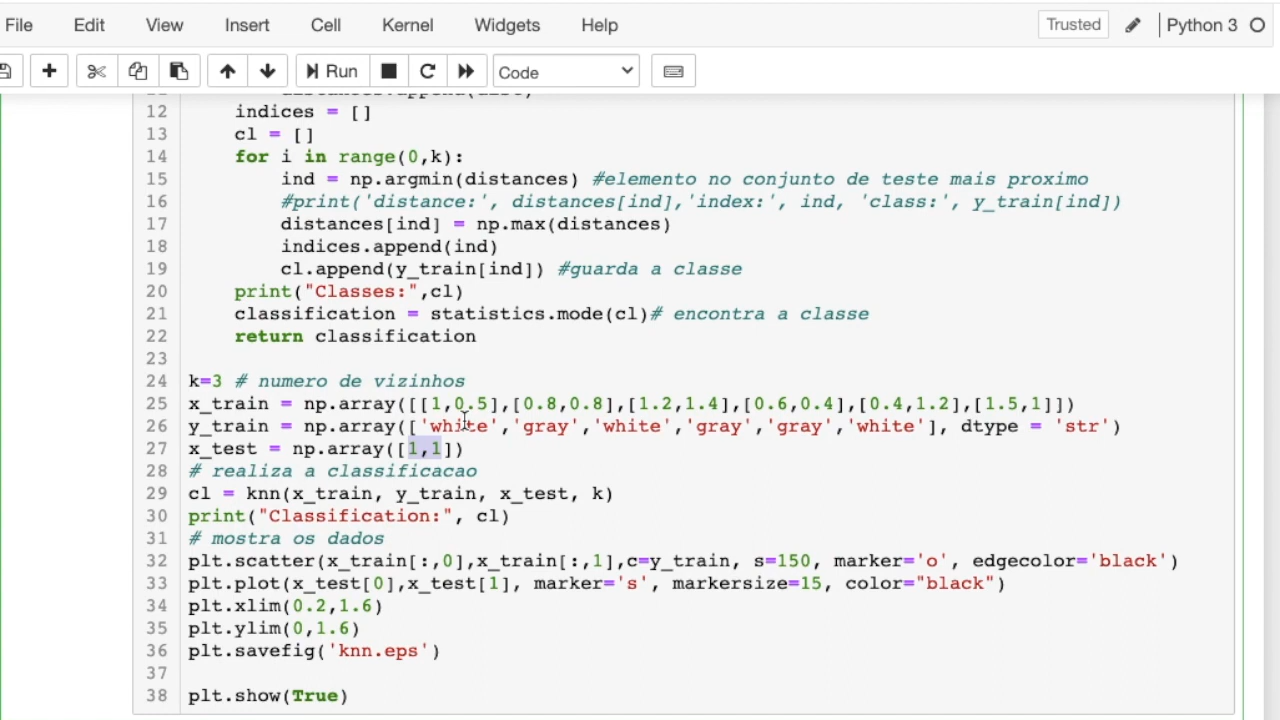 File Edit View Insert Cell Kernel Widgets Help Trusted Python 3
Run Code
12 indices = []
13 cl = []
14 for i in range(0,k):
15 ind = np.argmin(distances) #elemento no conjunto de teste mais proximo
16 #print('distance:', distances[ind],'index:', ind, 'class:', y_train[ind])
17 distances[ind] = np.max(distances)
18 indices.append(ind)
19 cl.append(y_train[ind]) #guarda a classe
20 print("Classes:",cl)
21 classification = statistics.mode(cl)# encontra a classe
22 return classification
23
24 k=3 # numero de vizinhos
25 x_train = np.array([[1,0.5],[0.8,0.8],[1.2,1.4],[0.6,0.4],[0.4,1.2],[1.5,1]])
26 y_train = np.array(['white','gray','white','gray','gray','white'], dtype = 'str')
27 x_test = np.array([1,1])
28 # realiza a classificacao
29 cl = knn(x_train, y_train, x_test, k)
30 print("Classification:", cl)
31 # mostra os dados
32 plt.scatter(x_train[:,0],x_train[:,1],c=y_train, s=150, marker='o', edgecolor='black')
33 plt.plot(x_test[0],x_test[1], marker='s', markersize=15, color="black")
34 plt.xlim(0.2,1.6)
35 plt.ylim(0,1.6)
36 plt.savefig('knn.eps')
37
38 plt.show(True)